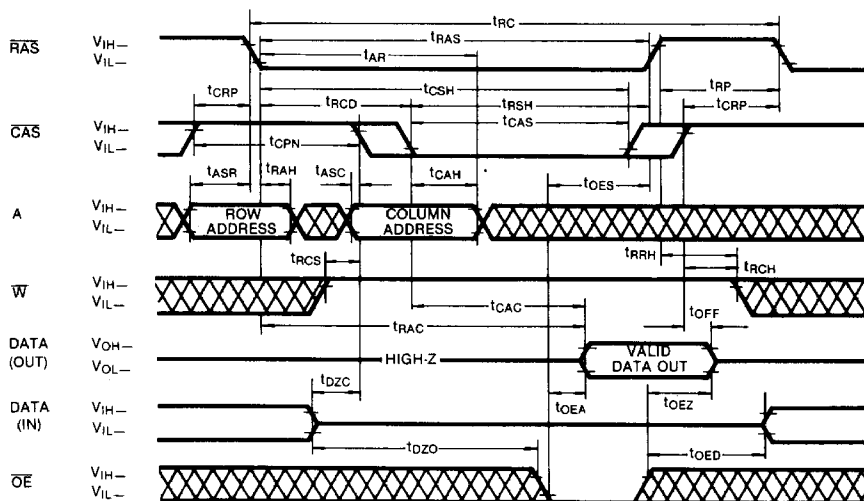 tRC
RAS VIH—
VIL—
tRAS
tAR
tCRP
tCSH
tRP
tRCD
tRSH
tCRP
CAS VIH—
VIL—
tCPN
tCAS
tASR
tRAH
tASC
tCAH
tOES
A VIH—
VIL—
ROW ADDRESS
COLUMN ADDRESS
tRCS
tRRH
tRCH
W VIH—
VIL—
tCAC
tRAC
tOFF
DATA (OUT) VOH—
VOL—
HIGH-Z
VALID DATA OUT
tDZC
tOEA
tOEZ
DATA (IN) VIH—
VIL—
tDZO
tOED
OE VIH—
VIL—